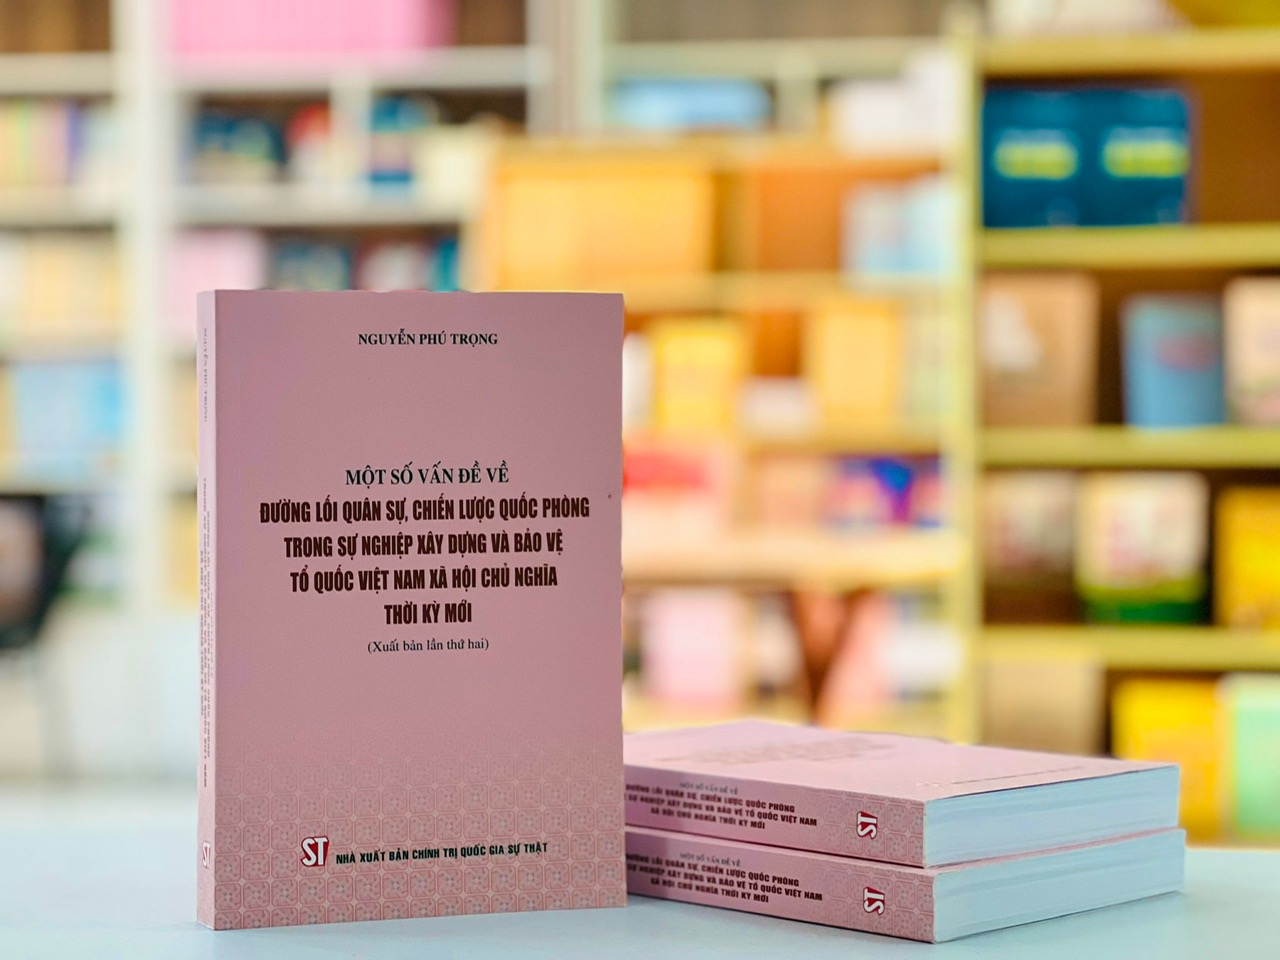 NGUYỄN PHÚ TRỌNG
MỘT SỐ VẤN ĐỀ VỀ
ĐƯỜNG LỐI QUÂN SỰ, CHIẾN LƯỢC QUỐC PHÒNG
TRONG SỰ NGHIỆP XÂY DỰNG VÀ BẢO VỆ
TỔ QUỐC VIỆT NAM XÃ HỘI CHỦ NGHĨA
THỜI KỲ MỚI
(Xuất bản lần thứ hai)
ST NHÀ XUẤT BẢN CHÍNH TRỊ QUỐC GIA SỰ THẬT
ST
MỘT SỐ VẤN ĐỀ VỀ
ĐƯỜNG LỐI QUÂN SỰ, CHIẾN LƯỢC QUỐC PHÒNG
SỰ NGHIỆP XÂY DỰNG VÀ BẢO VỆ TỔ QUỐC VIỆT NAM
XÃ HỘI CHỦ NGHĨA THỜI KỲ MỚI
ST
MỘT SỐ VẤN ĐỀ VỀ
ĐƯỜNG LỐI QUÂN SỰ, CHIẾN LƯỢC QUỐC PHÒNG
SỰ NGHIỆP XÂY DỰNG VÀ BẢO VỆ TỔ QUỐC VIỆT NAM
XÃ HỘI CHỦ NGHĨA THỜI KỲ MỚI
ST